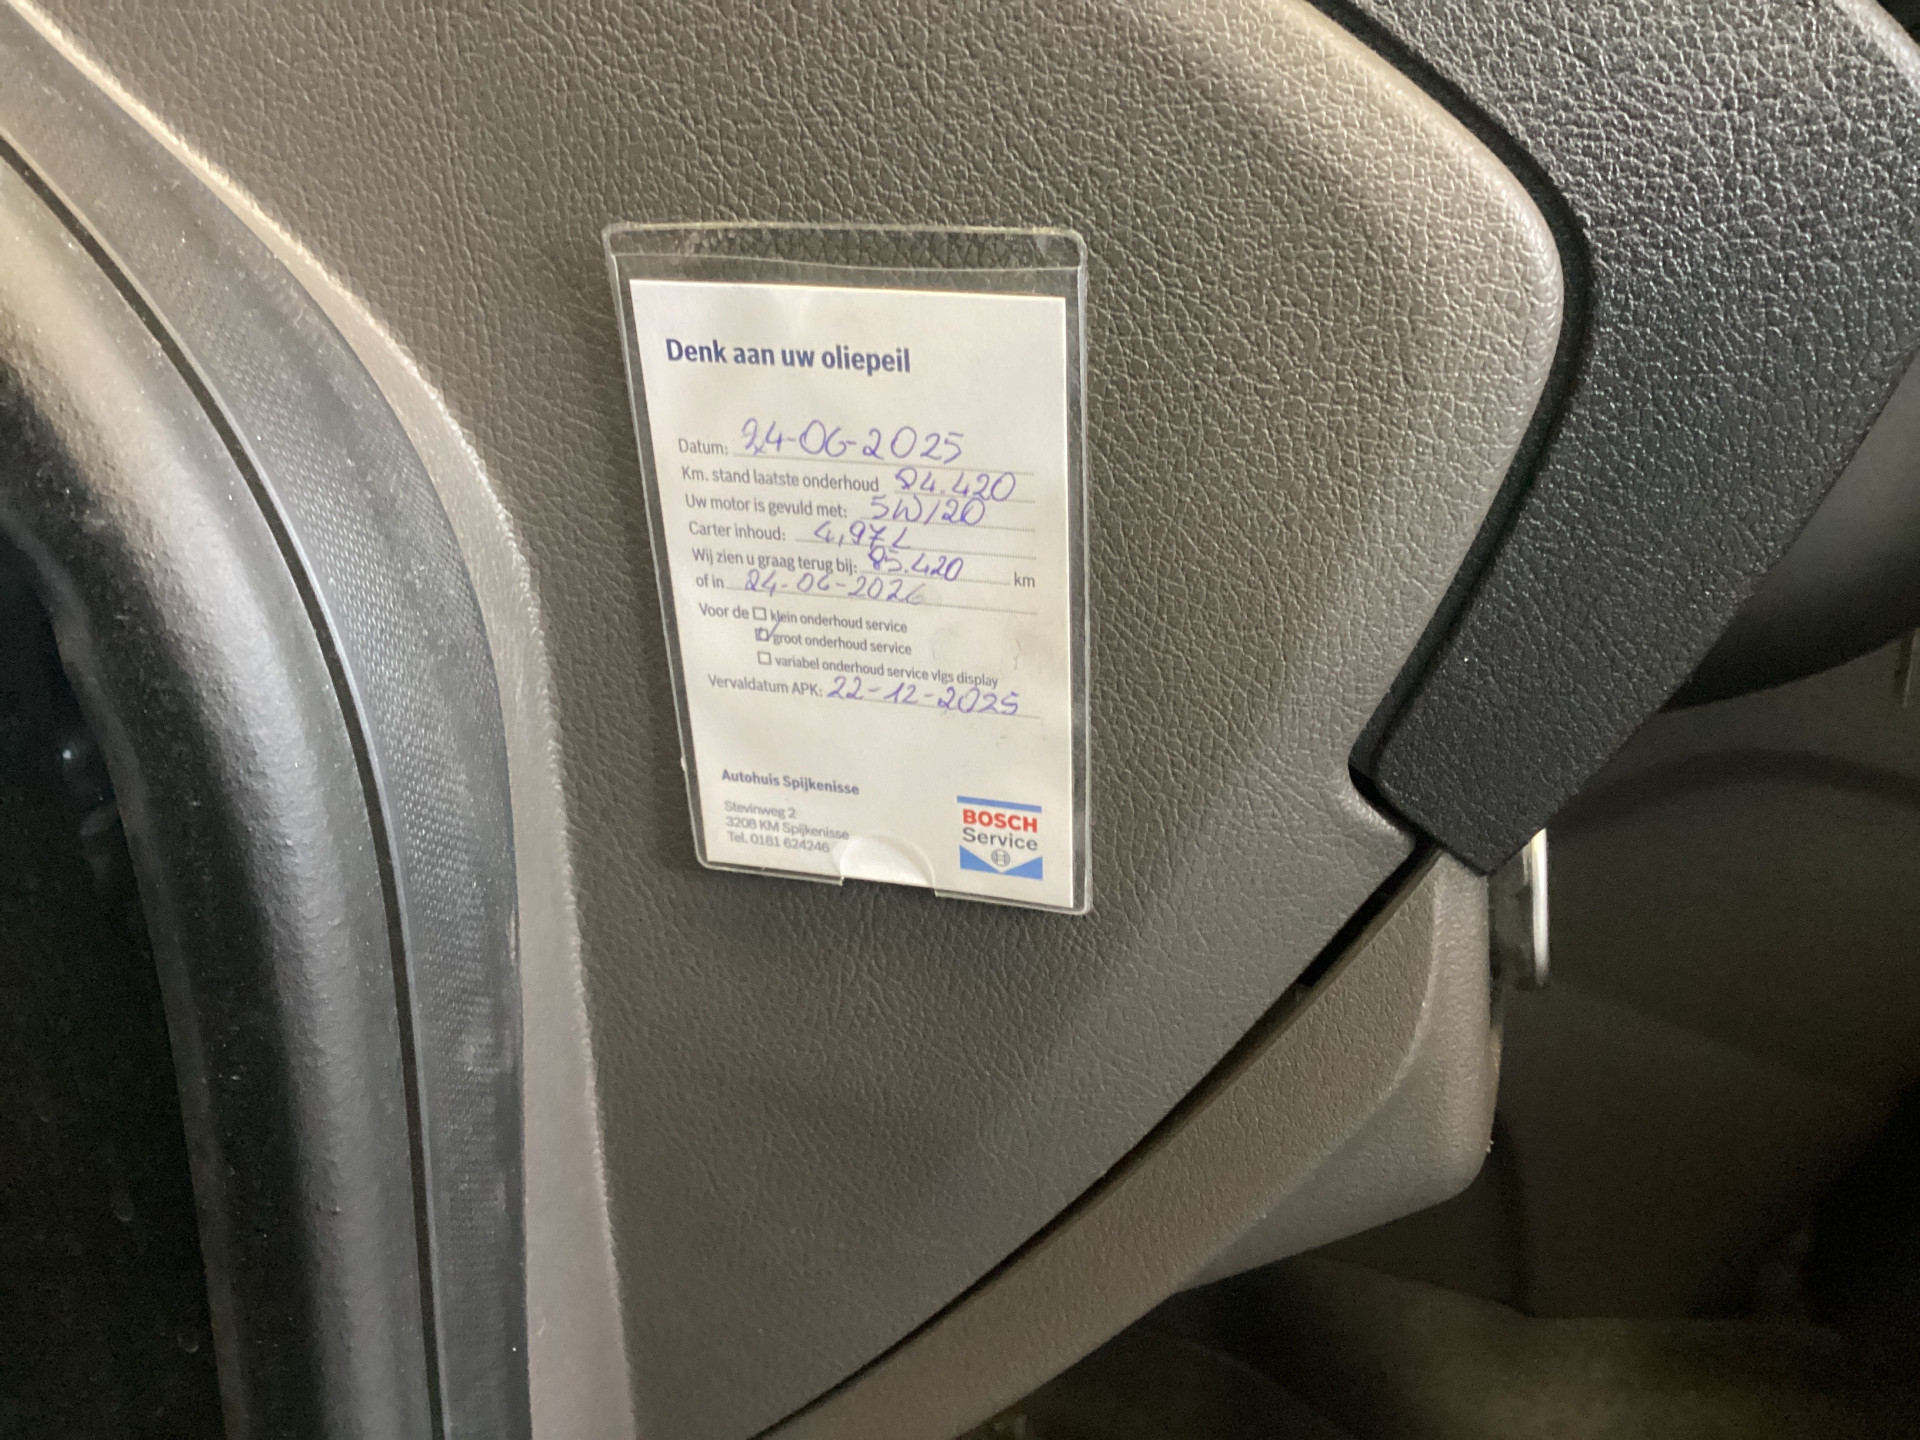 Denk aan uw oliepeil
Datum: 24-06-2025
Km. stand laatste onderhoud 84.420
Uw motor is gevuld met: 5W/20
Carter inhoud: 4,97 L
Wij zien u graag terug bij: 85.420 km
of in 24-06-2026
Voor de ☐ klein onderhoud service
☑ groot onderhoud service
☐ variabel onderhoud service vlgs display
Vervaldatum APK: 22-12-2025
Autohuis Spijkenisse
Stevinweg 2
3208 KM Spijkenisse
Tel. 0181 624246
BOSCH
Service